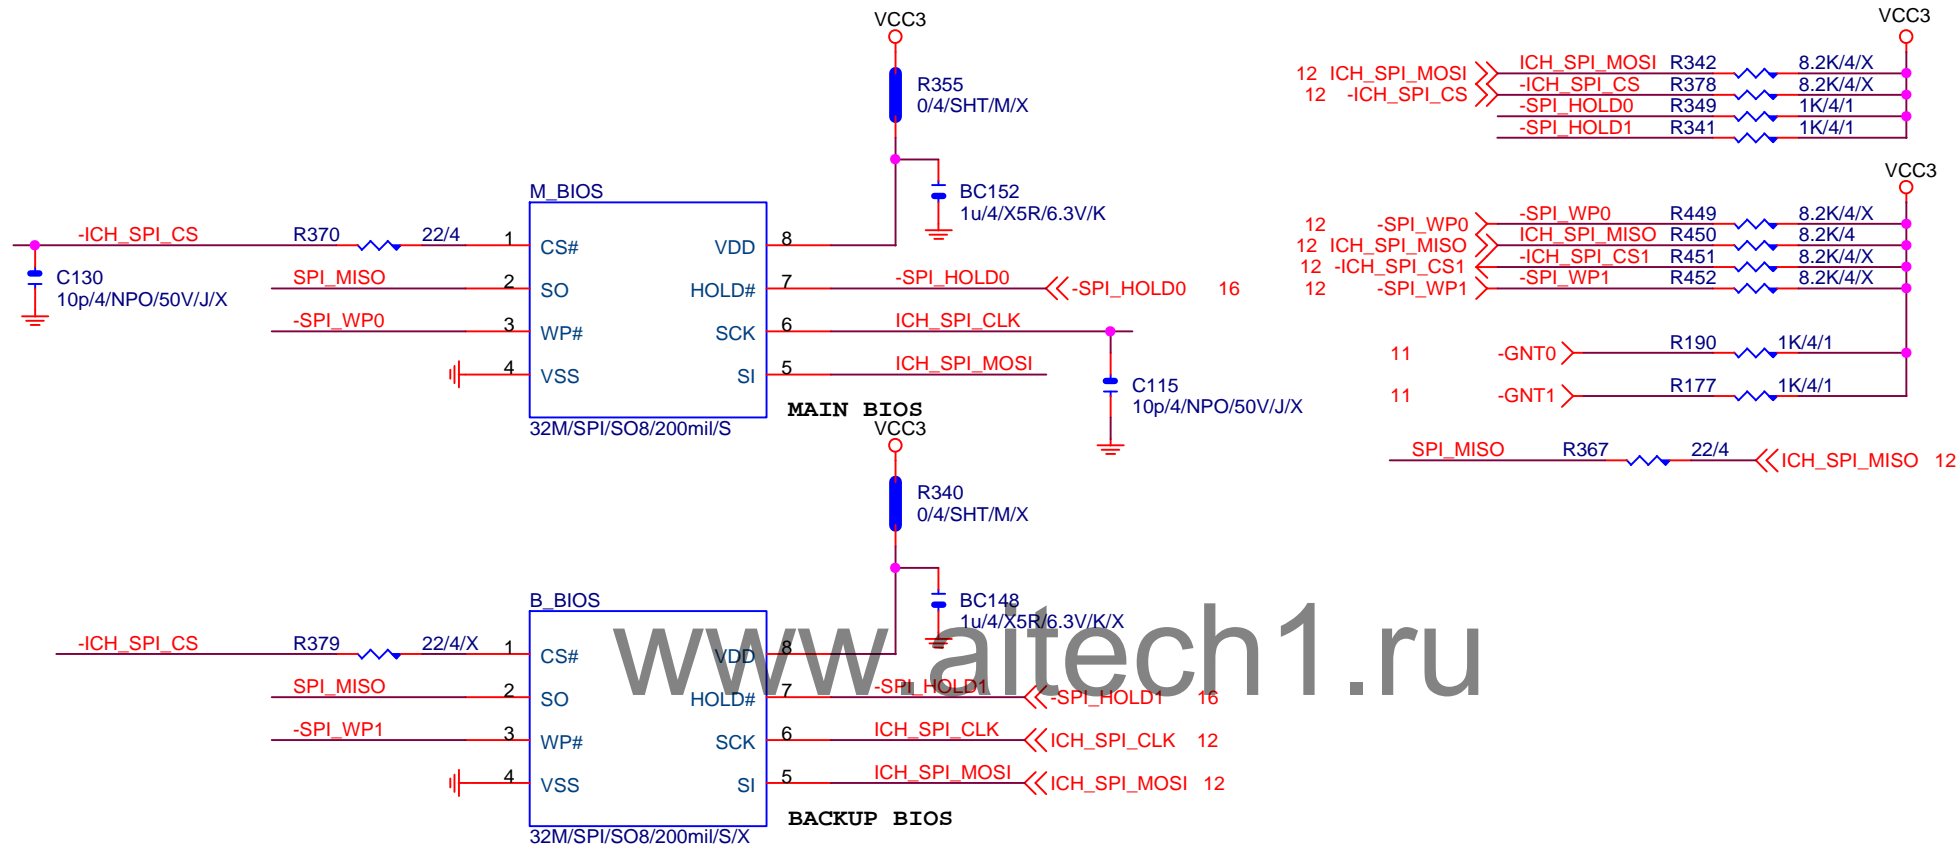 VCC3
R355
0/4/SHT/M/X
BC152
1u/4/X5R/6.3V/K
M_BIOS
-ICH_SPI_CS R370 22/4 1 CS# VDD 8
C130
10p/4/NPO/50V/J/X
SPI_MISO 2 SO HOLD# 7 -SPI_HOLD0 -SPI_HOLD0 16
-SPI_WP0 3 WP# SCK 6 ICH_SPI_CLK
4 VSS SI 5 ICH_SPI_MOSI
C115
10p/4/NPO/50V/J/X
MAIN BIOS
32M/SPI/SO8/200mil/S
VCC3
R340
0/4/SHT/M/X
BC148
1u/4/X5R/6.3V/K/X
B_BIOS
-ICH_SPI_CS R379 22/4/X 1 CS# VDD 8
SPI_MISO 2 SO HOLD# 7 -SPI_HOLD1 -SPI_HOLD1 16
-SPI_WP1 3 WP# SCK 6 ICH_SPI_CLK ICH_SPI_CLK 12
4 VSS SI 5 ICH_SPI_MOSI ICH_SPI_MOSI 12
BACKUP BIOS
32M/SPI/SO8/200mil/S/X
VCC3
12 ICH_SPI_MOSI ICH_SPI_MOSI R342 8.2K/4/X
12 -ICH_SPI_CS -ICH_SPI_CS R378 8.2K/4/X
-SPI_HOLD0 R349 1K/4/1
-SPI_HOLD1 R341 1K/4/1
VCC3
12 -SPI_WP0 -SPI_WP0 R449 8.2K/4/X
12 ICH_SPI_MISO ICH_SPI_MISO R450 8.2K/4
12 -ICH_SPI_CS1 -ICH_SPI_CS1 R451 8.2K/4/X
12 -SPI_WP1 -SPI_WP1 R452 8.2K/4/X
11 -GNT0 R190 1K/4/1
11 -GNT1 R177 1K/4/1
SPI_MISO R367 22/4 ICH_SPI_MISO 12
www.aitech1.ru